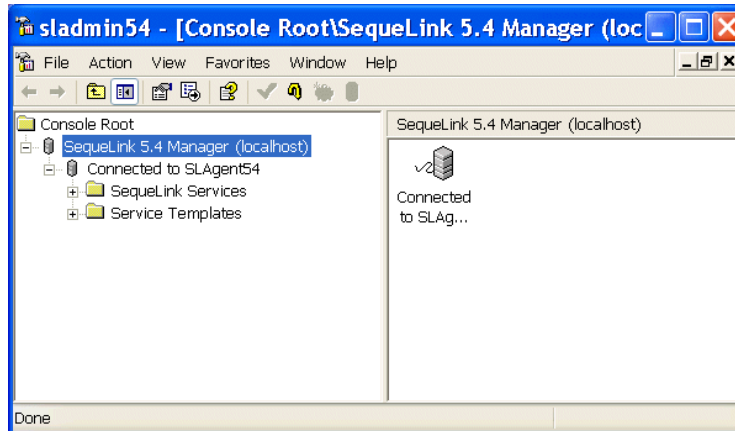 sladmin54 - [Console Root\SequeLink 5.4 Manager (loc
File Action View Favorites Window Help
Console Root
SequeLink 5.4 Manager (localhost)
Connected to SLAgent54
SequeLink Services
Service Templates
SequeLink 5.4 Manager (localhost)
Connected
to SLAg...
Done